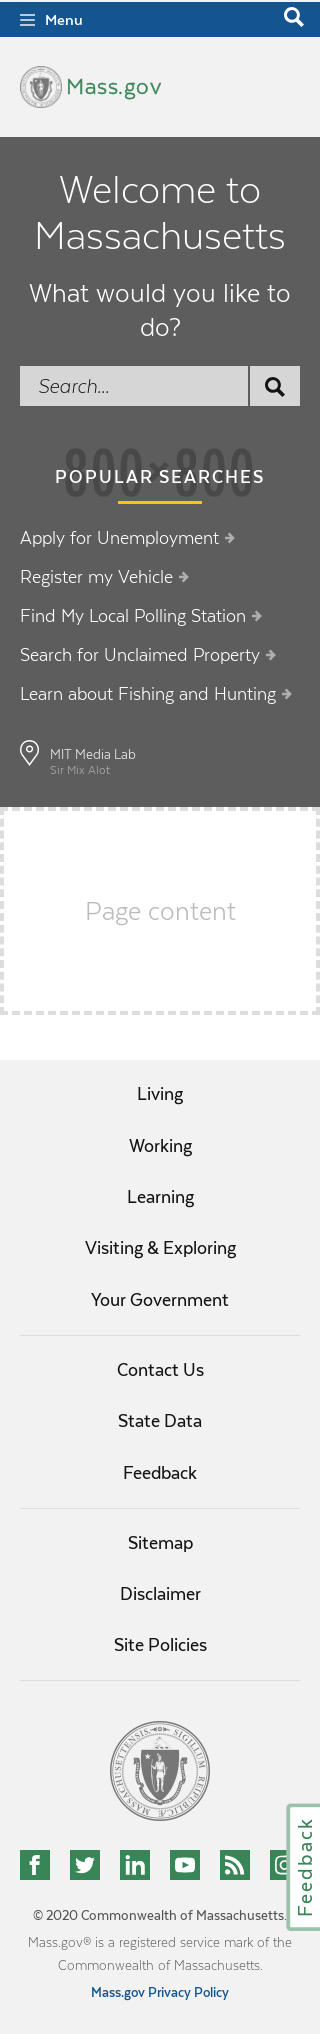 Menu
Mass.gov
Welcome to
Massachusetts
What would you like to
do?
Search...
800×800
POPULAR SEARCHES
Apply for Unemployment
Register my Vehicle
Find My Local Polling Station
Search for Unclaimed Property
Learn about Fishing and Hunting
MIT Media Lab
Sir Mix Alot
Page content
Living
Working
Learning
Visiting & Exploring
Your Government
Contact Us
State Data
Feedback
Sitemap
Disclaimer
Site Policies
Feedback
© 2020 Commonwealth of Massachusetts.
Mass.gov® is a registered service mark of the
Commonwealth of Massachusetts.
Mass.gov Privacy Policy